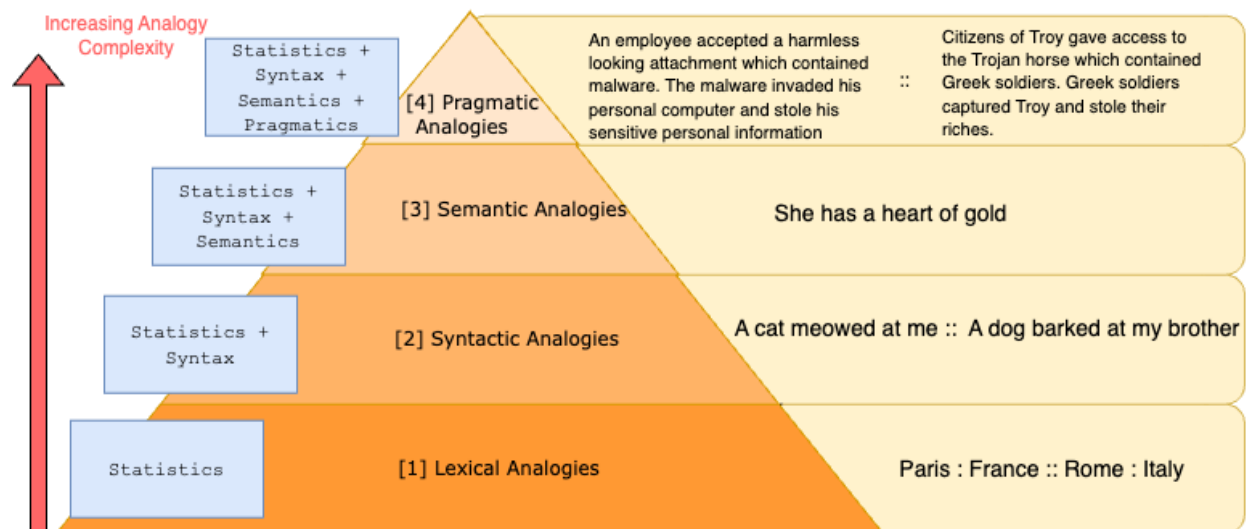 Increasing Analogy
Complexity
Statistics +
Syntax +
Semantics +
Pragmatics
[4] Pragmatic
Analogies
An employee accepted a harmless
looking attachment which contained
malware. The malware invaded his
personal computer and stole his
sensitive personal information
::
Citizens of Troy gave access to
the Trojan horse which contained
Greek soldiers. Greek soldiers
captured Troy and stole their
riches.
Statistics +
Syntax +
Semantics
[3] Semantic Analogies
She has a heart of gold
Statistics +
Syntax
[2] Syntactic Analogies
A cat meowed at me :: A dog barked at my brother
Statistics
[1] Lexical Analogies
Paris : France :: Rome : Italy